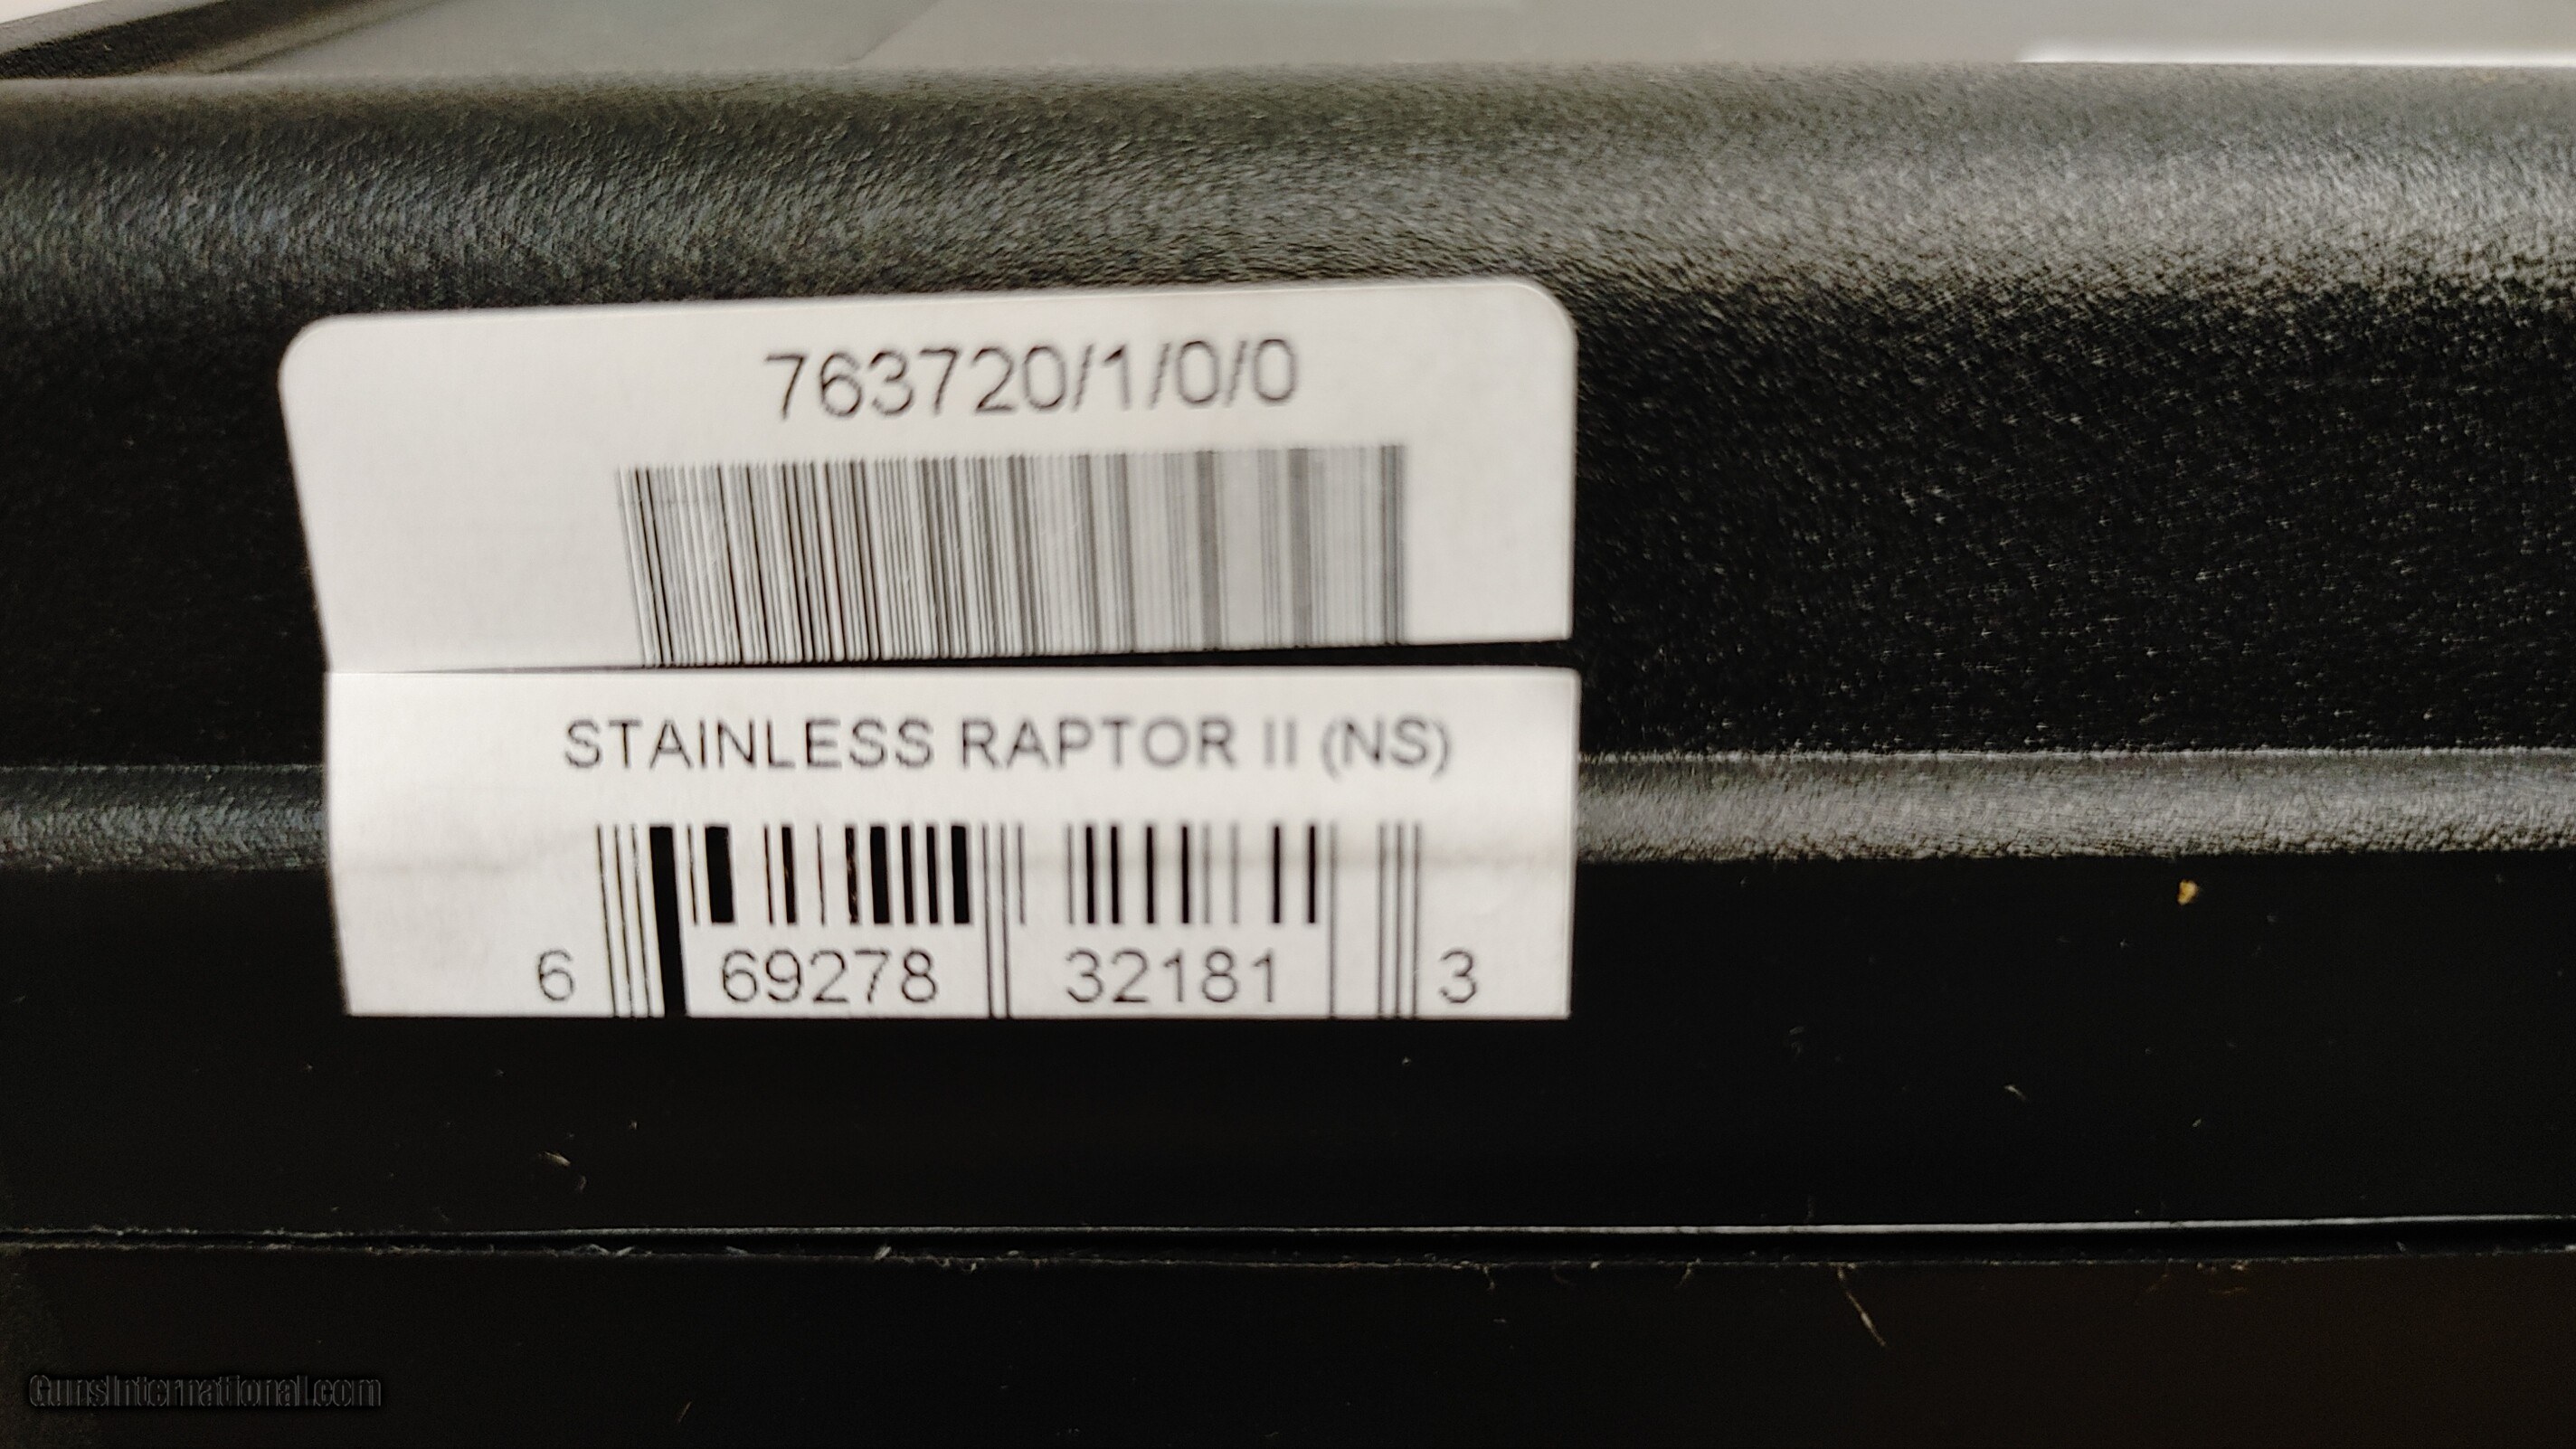 763720/1/0/0
STAINLESS RAPTOR II (NS)
6 69278 32181 3
GunsInternational.com